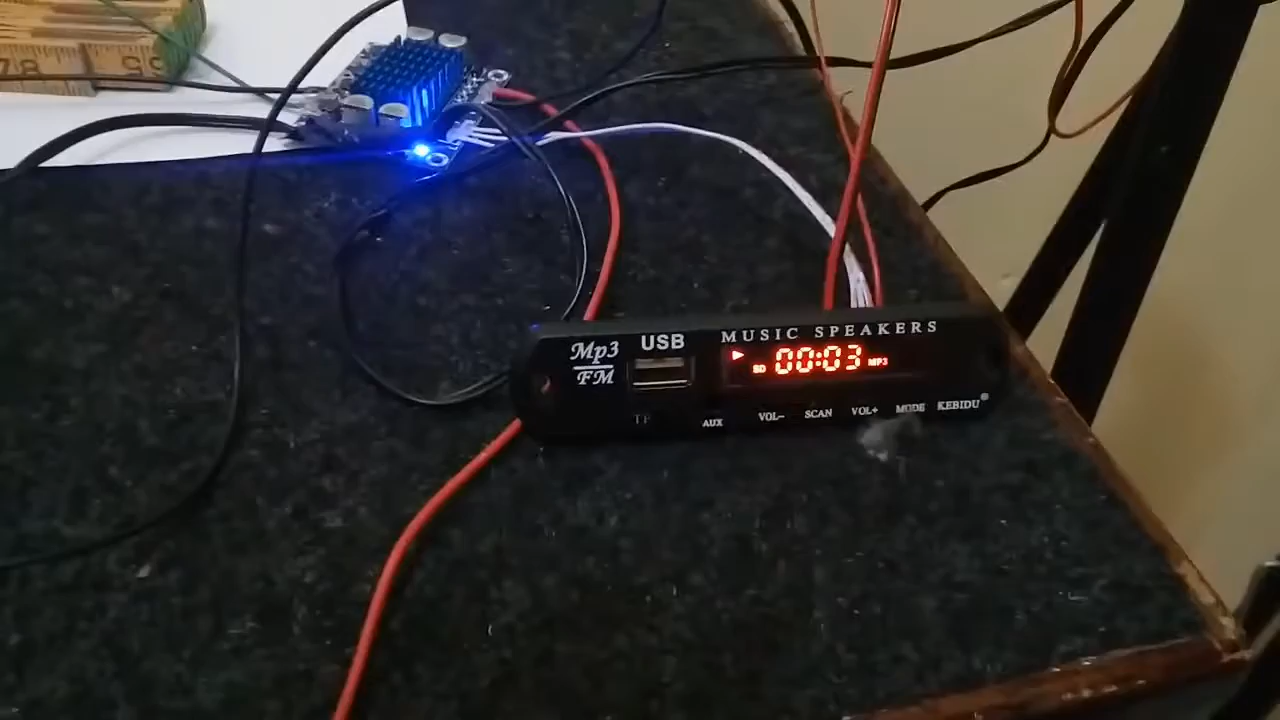 MUSIC SPEAKERS
Mp3
FM
USB
SD 00:03 MP3
TF
AUX
VOL- SCAN VOL+ MODE KEBIDU®